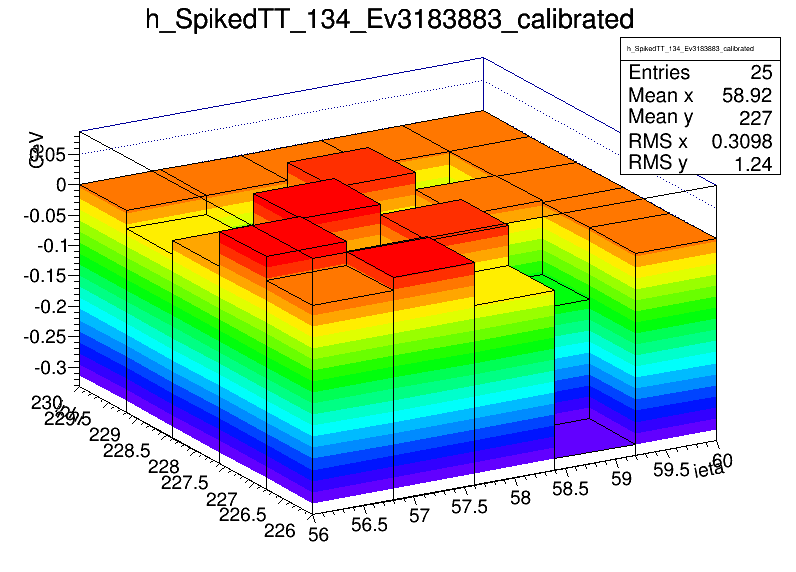 h_SpikedTT_134_Ev3183883_calibrated
h_SpikedTT_134_Ev3183883_calibrated
Entries 25
Mean x 58.92
Mean y 227
RMS x 0.3098
RMS y 1.24
GeV
0.05
0
-0.05
-0.1
-0.15
-0.2
-0.25
-0.3
230
229.5
229
228.5
228
227.5
227
226.5
226
iphi
56
56.5
57
57.5
58
58.5
59
59.5
60
ieta